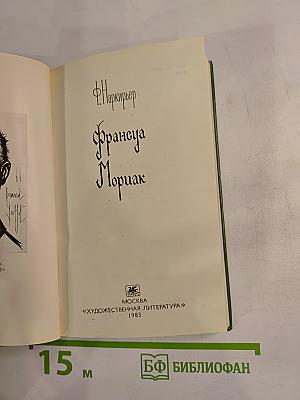 Ф. Наркирьер
Франсуа
Мориак
МОСКВА
«ХУДОЖЕСТВЕННАЯ ЛИТЕРАТУРА»
1983
15 м
БФ БИБЛИОФАН